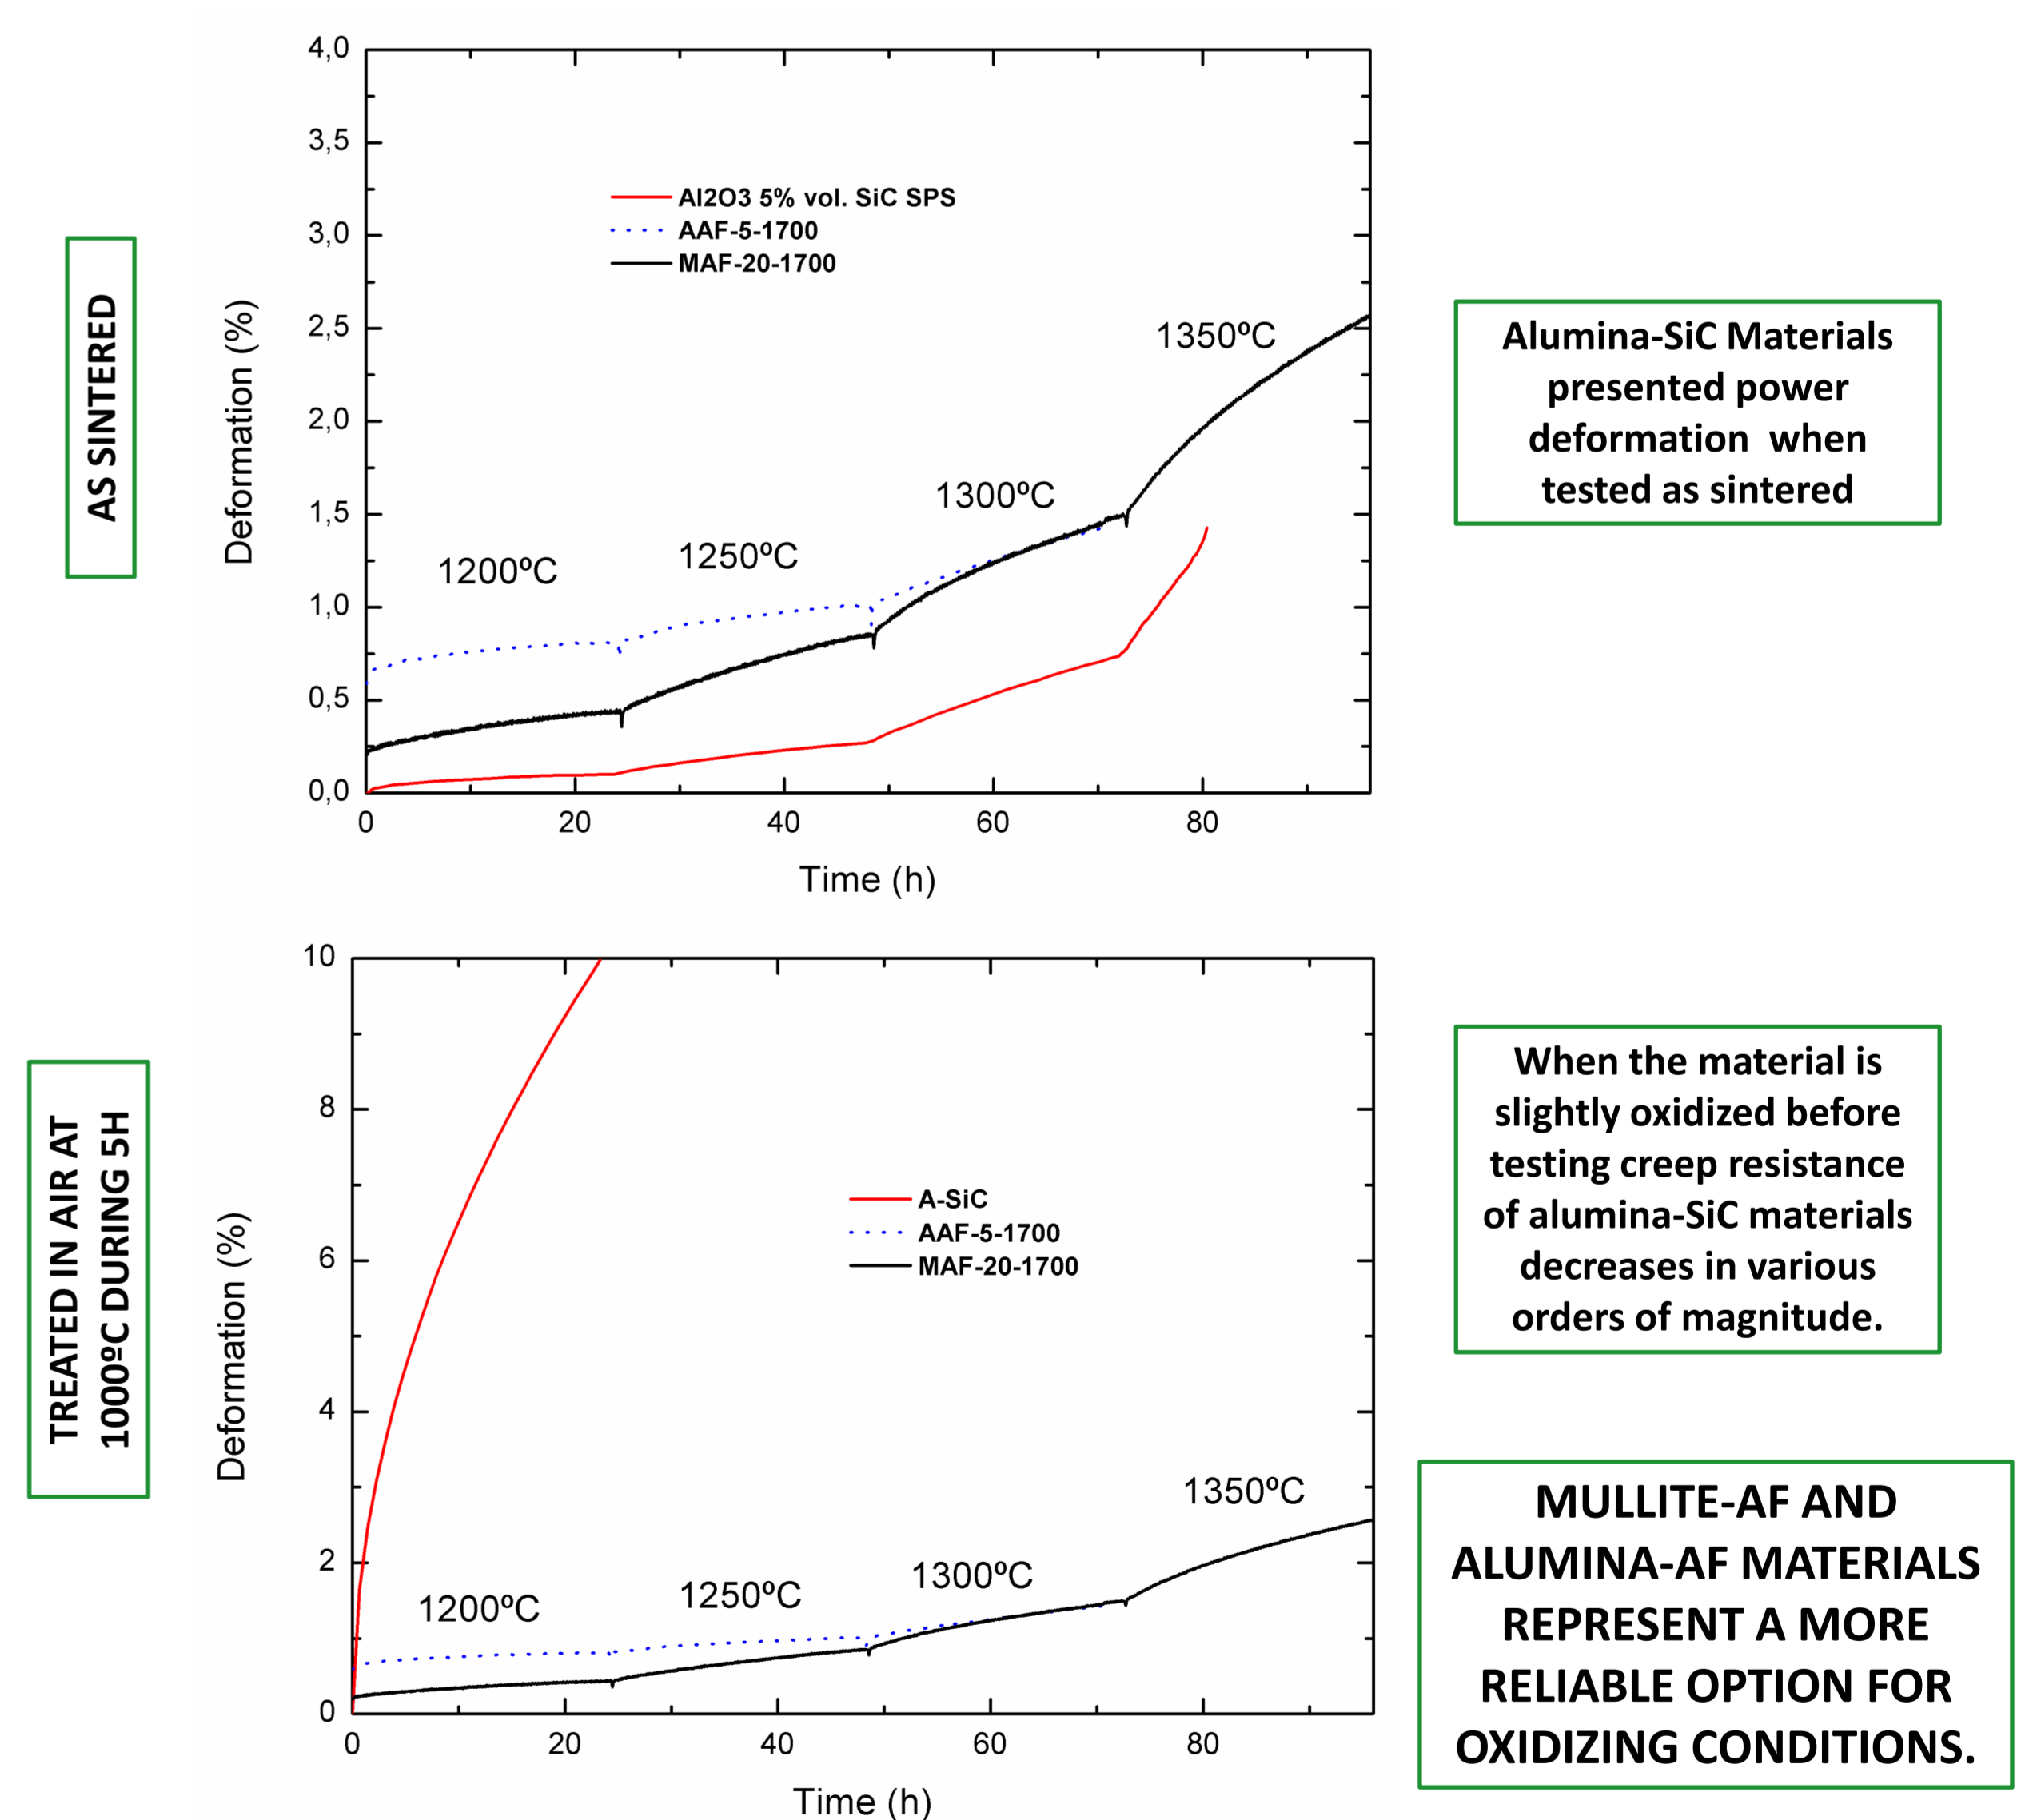 AS SINTERED
4,0
3,5
3,0
2,5
2,0
1,5
1,0
0,5
0,0
Deformation (%)
Al2O3 5% vol. SiC SPS
AAF-5-1700
MAF-20-1700
1200ºC
1250ºC
1300ºC
1350ºC
0 20 40 60 80
Time (h)
Alumina-SiC Materials
presented power
deformation when
tested as sintered
TREATED IN AIR AT
1000ºC DURING 5H
10
8
6
4
2
0
Deformation (%)
A-SiC
AAF-5-1700
MAF-20-1700
1200ºC
1250ºC
1300ºC
1350ºC
0 20 40 60 80
Time (h)
When the material is
slightly oxidized before
testing creep resistance
of alumina-SiC materials
decreases in various
orders of magnitude.
MULLITE-AF AND
ALUMINA-AF MATERIALS
REPRESENT A MORE
RELIABLE OPTION FOR
OXIDIZING CONDITIONS.